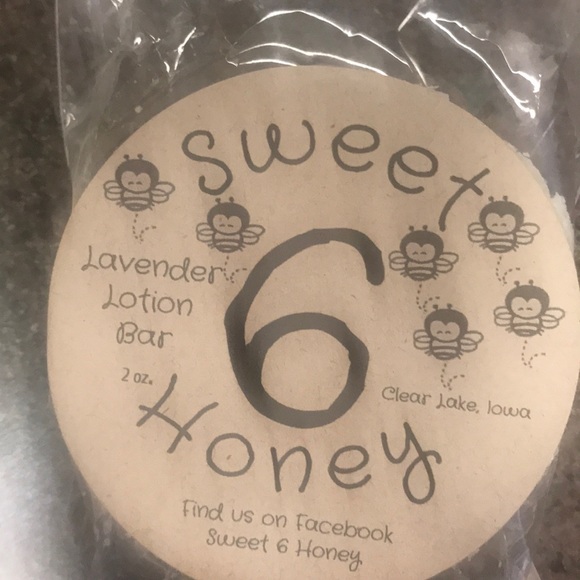 Sweet
6
Lavender
Lotion
Bar
2 oz.
Clear Lake, Iowa
Honey
Find us on Facebook
Sweet 6 Honey